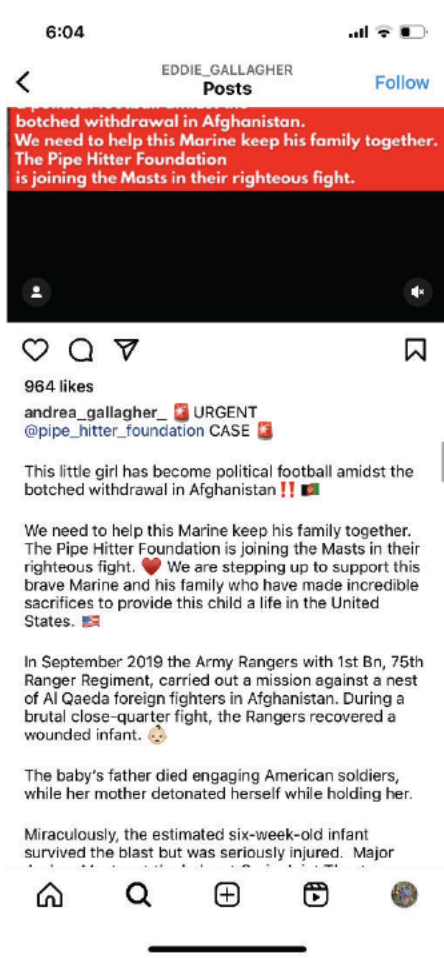 6:04
EDDIE_GALLAGHER
Posts
Follow
botched withdrawal in Afghanistan.
We need to help this Marine keep his family together.
The Pipe Hitter Foundation
is joining the Masts in their righteous fight.
964 likes
andrea_gallagher_ 🚨 URGENT
@pipe_hitter_foundation CASE 🚨
This little girl has become political football amidst the
botched withdrawal in Afghanistan ‼️ 🇦🇫
We need to help this Marine keep his family together.
The Pipe Hitter Foundation is joining the Masts in their
righteous fight. ❤️ We are stepping up to support this
brave Marine and his family who have made incredible
sacrifices to provide this child a life in the United
States. 🇺🇸
In September 2019 the Army Rangers with 1st Bn, 75th
Ranger Regiment, carried out a mission against a nest
of Al Qaeda foreign fighters in Afghanistan. During a
brutal close-quarter fight, the Rangers recovered a
wounded infant. 👶🏻
The baby's father died engaging American soldiers,
while her mother detonated herself while holding her.
Miraculously, the estimated six-week-old infant
survived the blast but was seriously injured. Major